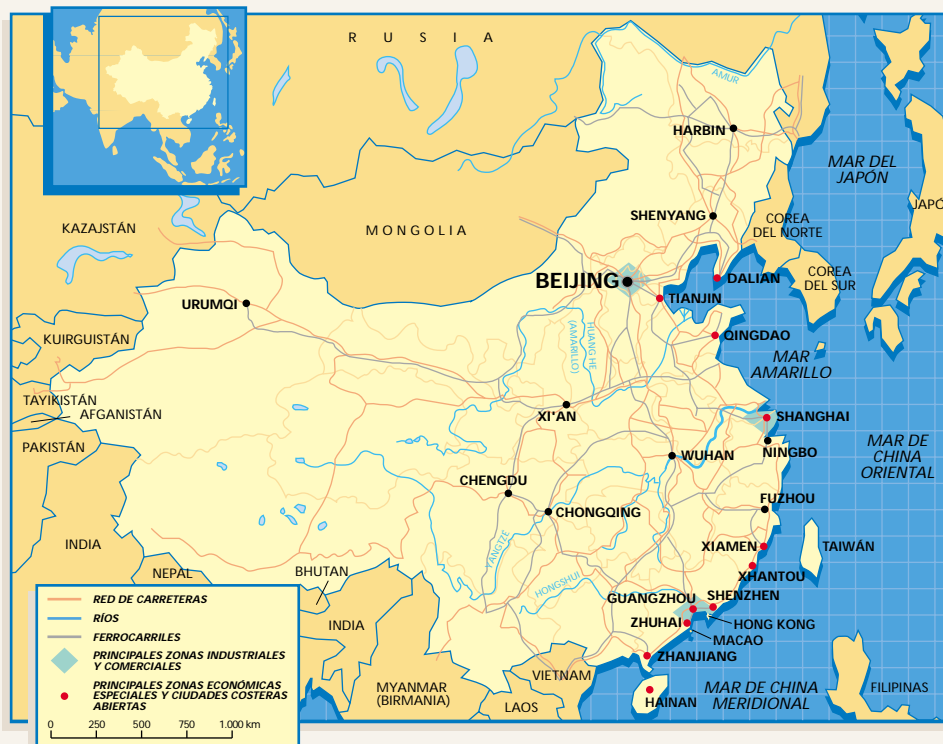 RUSIA
AMUR
HARBIN
MAR DEL
JAPÓN
KAZAJSTÁN
MONGOLIA
SHENYANG
COREA
DEL NORTE
JAPÓ
BEIJING
DALIAN
COREA
DEL SUR
TIANJIN
URUMQI
QINGDAO
KUIRGUISTÁN
HUANG HE
(AMARILLO)
MAR
AMARILLO
TAYIKISTÁN
AFGANISTÁN
XI'AN
SHANGHAI
PAKISTÁN
NINGBO
MAR DE
CHINA
ORIENTAL
WUHAN
CHENGDU
CHONGQING
FUZHOU
YANGTZE
INDIA
XIAMEN
TAIWÁN
NEPAL
BHUTAN
XHANTOU
HONGSHUI
GUANGZHOU
SHENZHEN
ZHUHAI
HONG KONG
MACAO
INDIA
ZHANJIANG
VIETNAM
MYANMAR
(BIRMANIA)
LAOS
HAINAN
MAR DE CHINA
MERIDIONAL
FILIPINAS
RED DE CARRETERAS
RÍOS
FERROCARRILES
PRINCIPALES ZONAS INDUSTRIALES
Y COMERCIALES
PRINCIPALES ZONAS ECONÓMICAS
ESPECIALES Y CIUDADES COSTERAS
ABIERTAS
0 250 500 750 1.000 km